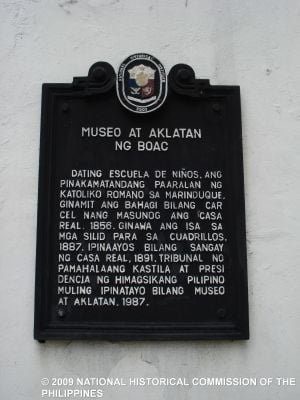 MUSEO AT AKLATAN
NG BOAC
DATING ESCUELA DE NIÑOS, ANG
PINAKAMATANDANG PAARALAN NG
KATOLIKO ROMANO SA MARINDUQUE.
GINAMIT ANG BAHAGI BILANG CAR
CEL NANG MASUNOG ANG CASA
REAL, 1856. GINAWA ANG ISA SA
MGA SILID PARA SA CUADRILLOS,
1887. IPINAAYOS BILANG SANGAY
NG CASA REAL, 1891. TRIBUNAL NG
PAMAHALAANG KASTILA AT PRESI
DENCIA NG HIMAGSIKANG PILIPINO
MULING IPINATAYO BILANG MUSEO
AT AKLATAN, 1987.
© 2009 NATIONAL HISTORICAL COMMISSION OF THE
PHILIPPINES